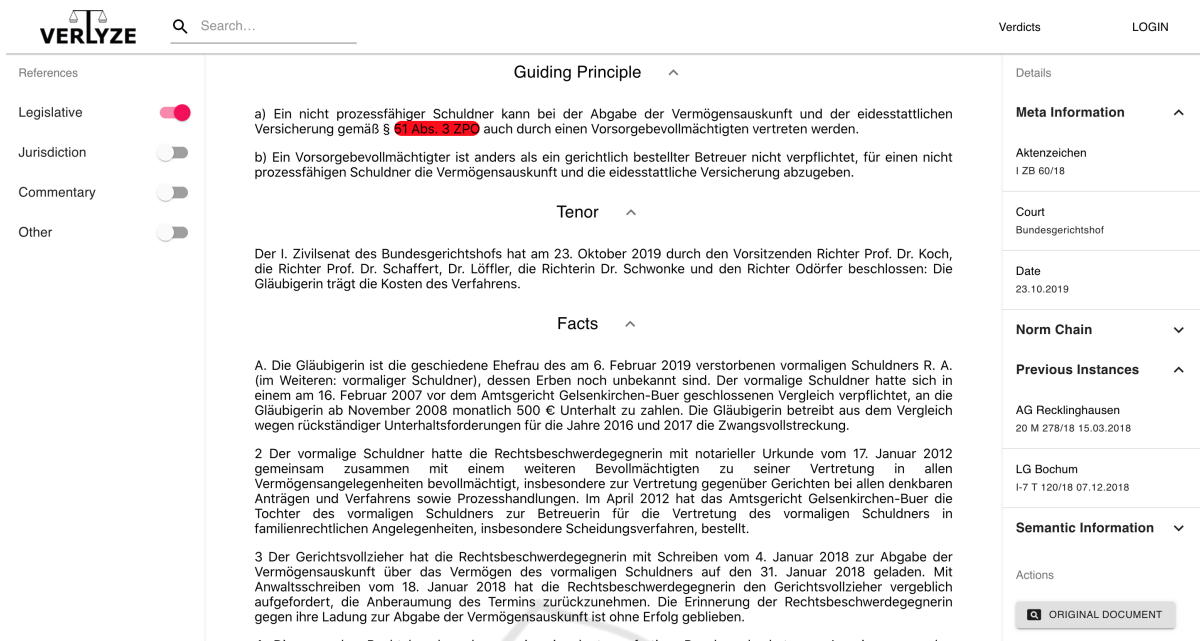 VERLYZE
Search...
Verdicts
LOGIN
References
Legislative
Jurisdiction
Commentary
Other
Guiding Principle
a) Ein nicht prozessfähiger Schuldner kann bei der Abgabe der Vermögensauskunft und der eidesstattlichen
Versicherung gemäß § 51 Abs. 3 ZPO auch durch einen Vorsorgebevollmächtigten vertreten werden.
b) Ein Vorsorgebevollmächtigter ist anders als ein gerichtlich bestellter Betreuer nicht verpflichtet, für einen nicht
prozessfähigen Schuldner die Vermögensauskunft und die eidesstattliche Versicherung abzugeben.
Tenor
Der I. Zivilsenat des Bundesgerichtshofs hat am 23. Oktober 2019 durch den Vorsitzenden Richter Prof. Dr. Koch,
die Richter Prof. Dr. Schaffert, Dr. Löffler, die Richterin Dr. Schwonke und den Richter Odörfer beschlossen: Die
Gläubigerin trägt die Kosten des Verfahrens.
Facts
A. Die Gläubigerin ist die geschiedene Ehefrau des am 6. Februar 2019 verstorbenen vormaligen Schuldners R. A.
(im Weiteren: vormaliger Schuldner), dessen Erben noch unbekannt sind. Der vormalige Schuldner hatte sich in
einem am 16. Februar 2007 vor dem Amtsgericht Gelsenkirchen-Buer geschlossenen Vergleich verpflichtet, an die
Gläubigerin ab November 2008 monatlich 500 € Unterhalt zu zahlen. Die Gläubigerin betreibt aus dem Vergleich
wegen rückständiger Unterhaltsforderungen für die Jahre 2016 und 2017 die Zwangsvollstreckung.
2 Der vormalige Schuldner hatte die Rechtsbeschwerdegegnerin mit notarieller Urkunde vom 17. Januar 2012
gemeinsam zusammen mit einem weiteren Bevollmächtigten zu seiner Vertretung in allen
Vermögensangelegenheiten bevollmächtigt, insbesondere zur Vertretung gegenüber Gerichten bei allen denkbaren
Anträgen und Verfahrens sowie Prozesshandlungen. Im April 2012 hat das Amtsgericht Gelsenkirchen-Buer die
Tochter des vormaligen Schuldners zur Betreuerin für die Vertretung des vormaligen Schuldners in
familienrechtlichen Angelegenheiten, insbesondere Scheidungsverfahren, bestellt.
3 Der Gerichtsvollzieher hat die Rechtsbeschwerdegegnerin mit Schreiben vom 4. Januar 2018 zur Abgabe der
Vermögensauskunft über das Vermögen des vormaligen Schuldners auf den 31. Januar 2018 geladen. Mit
Anwaltsschreiben vom 18. Januar 2018 hat die Rechtsbeschwerdegegnerin den Gerichtsvollzieher vergeblich
aufgefordert, die Anberaumung des Termins zurückzunehmen. Die Erinnerung der Rechtsbeschwerdegegnerin
gegen ihre Ladung zur Abgabe der Vermögensauskunft ist ohne Erfolg geblieben.
Details
Meta Information
Aktenzeichen
I ZB 60/18
Court
Bundesgerichtshof
Date
23.10.2019
Norm Chain
Previous Instances
AG Recklinghausen
20 M 278/18 15.03.2018
LG Bochum
I-7 T 120/18 07.12.2018
Semantic Information
Actions
ORIGINAL DOCUMENT